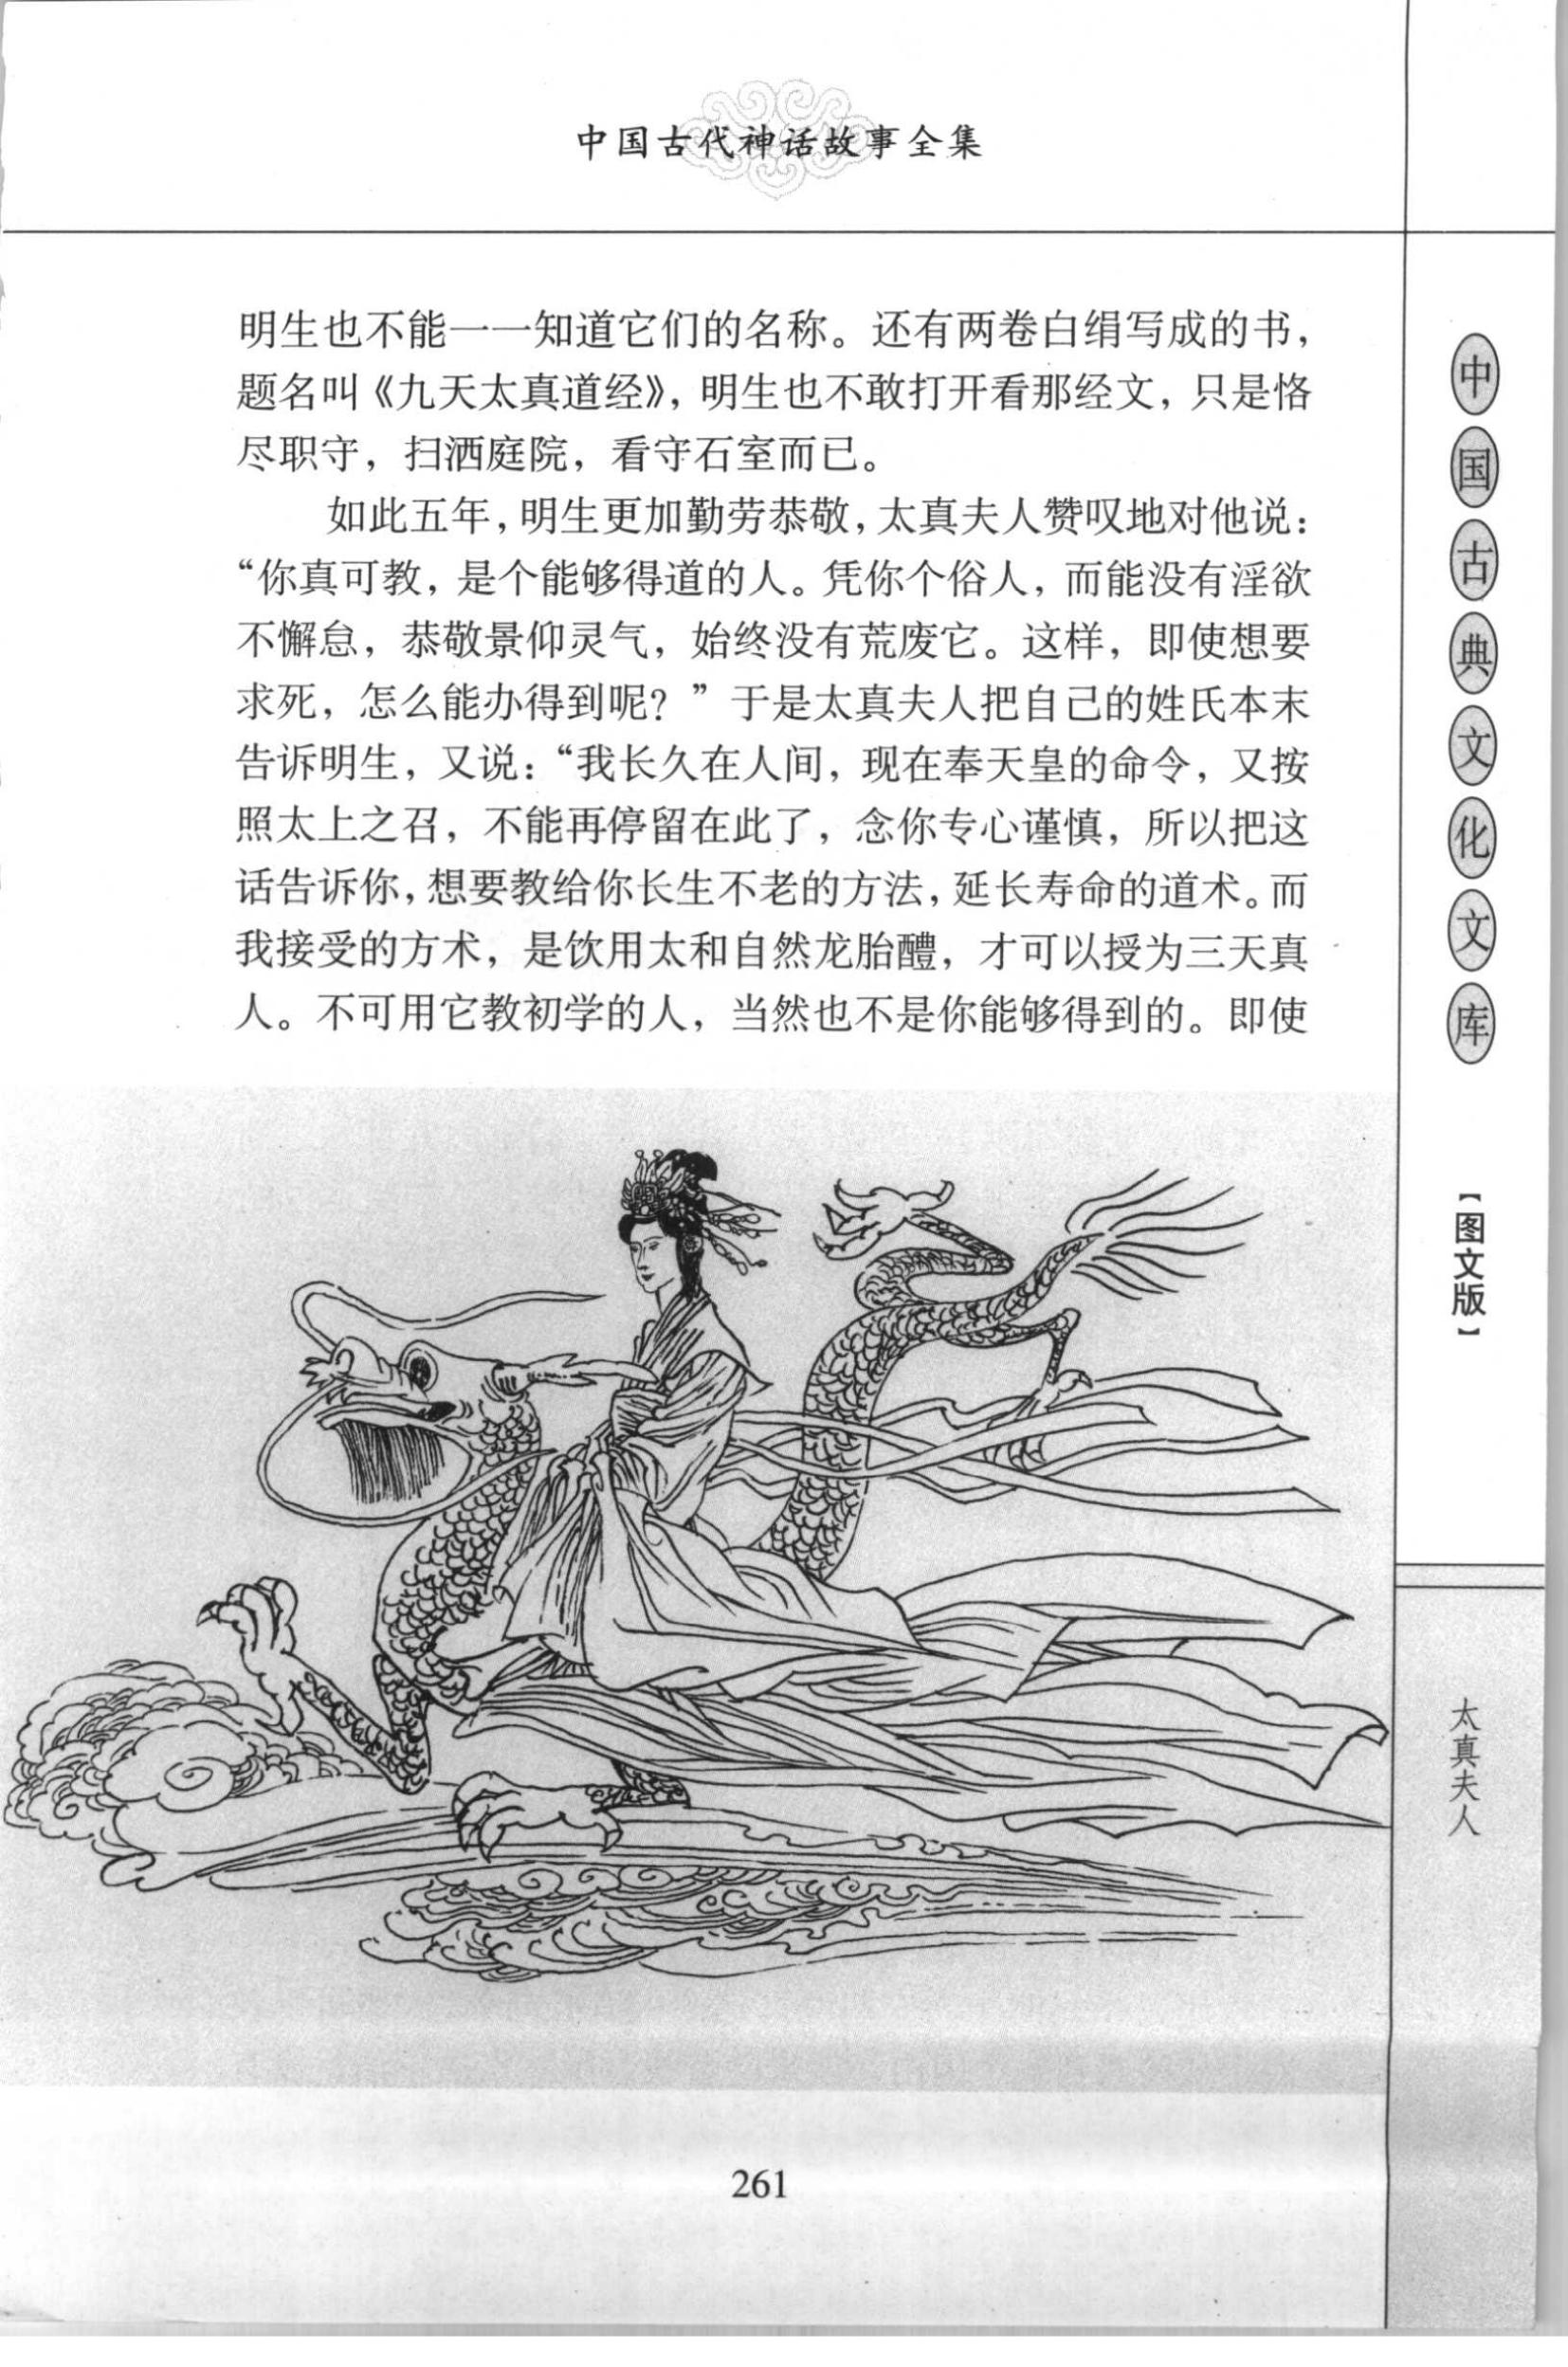 中国古代神话故事全集
明生也不能一一知道它们的名称。还有两卷白绢写成的书，
题名叫《九天太真道经》，明生也不敢打开看那经文，只是恪
尽职守，扫洒庭院，看守石室而已。
如此五年，明生更加勤劳恭敬，太真夫人赞叹地对他说：
“你真可教，是个能够得道的人。凭你个俗人，而能没有淫欲
不懈怠，恭敬景仰灵气，始终没有荒废它。这样，即使想要
求死，怎么能办得到呢？”于是太真夫人把自己的姓氏本末
告诉明生，又说：“我长久在人间，现在奉天皇的命令，又按
照太上之召，不能再停留在此了，念你专心谨慎，所以把这
话告诉你，想要教给你长生不老的方法，延长寿命的道术。而
我接受的方术，是饮用太和自然龙胎醴，才可以授为三天真
人。不可用它教初学的人，当然也不是你能够得到的。即使
中国古典文化文库
【图文版】
太真夫人
261